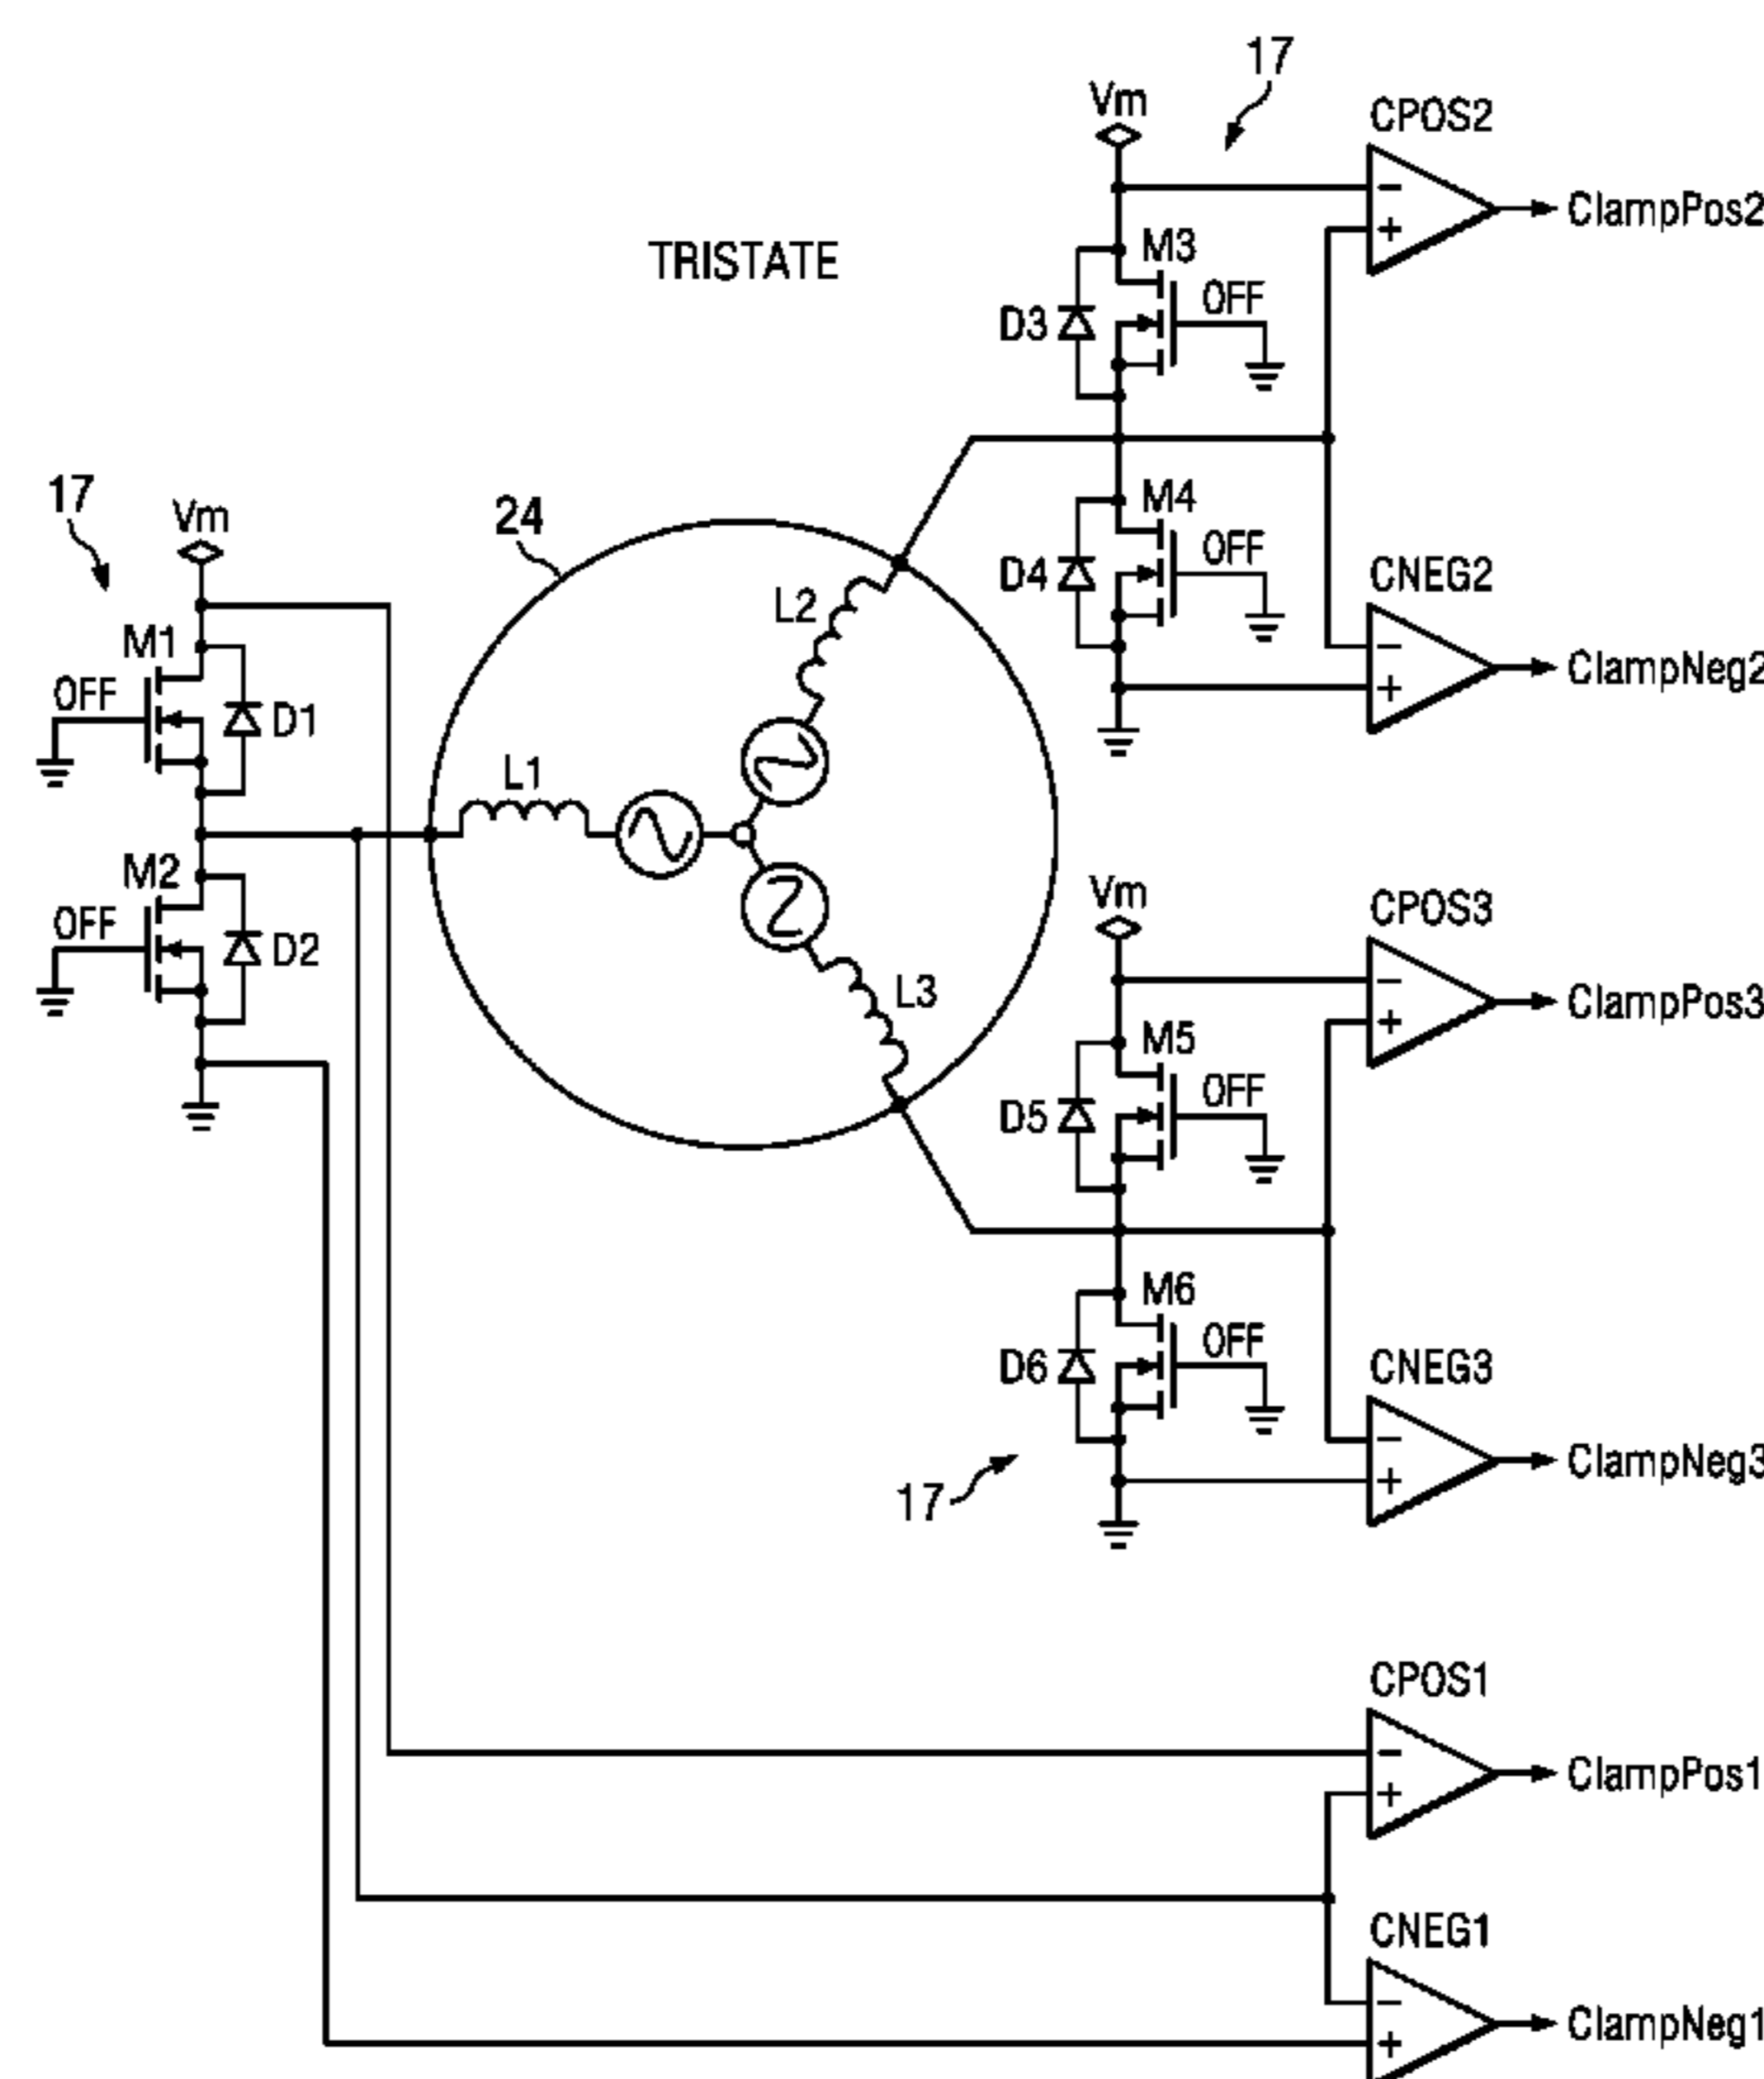 17
Vm
CPOS2
ClampPos2
TRISTATE
M3
OFF
D3
17
Vm
24
M4
OFF
D4
CNEG2
ClampNeg2
L2
M1
OFF
D1
L1
M2
OFF
D2
Vm
CPOS3
ClampPos3
L3
M5
OFF
D5
M6
OFF
D6
CNEG3
ClampNeg3
17
CPOS1
ClampPos1
CNEG1
ClampNeg1